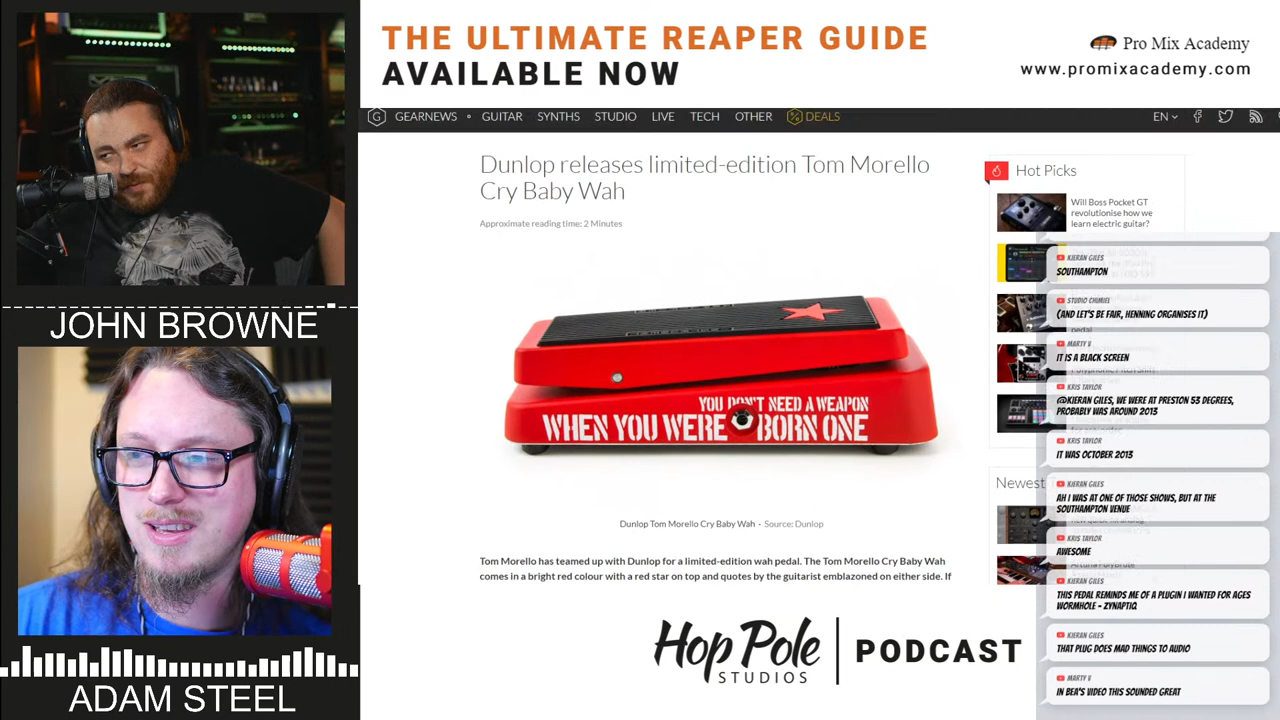 THE ULTIMATE REAPER GUIDE
AVAILABLE NOW
Pro Mix Academy
www.promixacademy.com
GEARNEWS
GUITAR
SYNTHS
STUDIO
LIVE
TECH
OTHER
DEALS
EN
Dunlop releases limited-edition Tom Morello
Cry Baby Wah
Approximate reading time: 2 Minutes
YOU DON'T NEED A WEAPON
WHEN YOU WERE BORN ONE
Dunlop Tom Morello Cry Baby Wah • Source: Dunlop
Tom Morello has teamed up with Dunlop for a limited-edition wah pedal. The Tom Morello Cry Baby Wah
comes in a bright red colour with a red star on top and quotes by the guitarist emblazoned on either side. If
Hot Picks
Will Boss Pocket GT
revolutionise how we
learn electric guitar?
pedal
Newest
KIERAN GILES
SOUTHAMPTON
STUDIO CHIMIEL
(AND LET'S BE FAIR, HENNING ORGANISES IT)
MARTY V
IT IS A BLACK SCREEN
KRIS TAYLOR
@KIERAN GILES, WE WERE AT PRESTON 53 DEGREES,
PROBABLY WAS AROUND 2013
KRIS TAYLOR
IT WAS OCTOBER 2013
KIERAN GILES
AH I WAS AT ONE OF THOSE SHOWS, BUT AT THE
SOUTHAMPTON VENUE
KRIS TAYLOR
AWESOME
KIERAN GILES
THIS PEDAL REMINDS ME OF A PLUGIN I WANTED FOR AGES
WORMHOLE - ZYNAPTIQ
KIERAN GILES
THAT PLUG DOES MAD THINGS TO AUDIO
MARTY V
IN BEA'S VIDEO THIS SOUNDED GREAT
JOHN BROWNE
ADAM STEEL
Hop Pole
STUDIOS
PODCAST